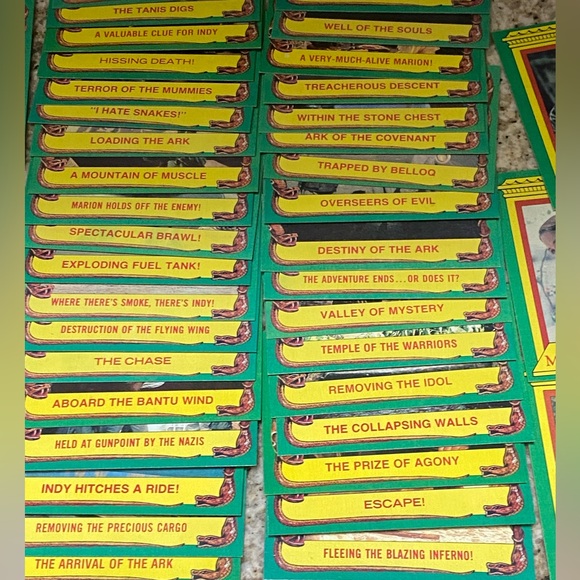 THE TANIS DIGS
A VALUABLE CLUE FOR INDY
HISSING DEATH!
TERROR OF THE MUMMIES
"I HATE SNAKES!"
LOADING THE ARK
A MOUNTAIN OF MUSCLE
MARION HOLDS OFF THE ENEMY!
SPECTACULAR BRAWL!
EXPLODING FUEL TANK!
WHERE THERE'S SMOKE, THERE'S INDY!
DESTRUCTION OF THE FLYING WING
THE CHASE
ABOARD THE BANTU WIND
HELD AT GUNPOINT BY THE NAZIS
INDY HITCHES A RIDE!
REMOVING THE PRECIOUS CARGO
THE ARRIVAL OF THE ARK
WELL OF THE SOULS
A VERY-MUCH-ALIVE MARION!
TREACHEROUS DESCENT
WITHIN THE STONE CHEST
ARK OF THE COVENANT
TRAPPED BY BELLOQ
OVERSEERS OF EVIL
DESTINY OF THE ARK
THE ADVENTURE ENDS...OR DOES IT?
VALLEY OF MYSTERY
TEMPLE OF THE WARRIORS
REMOVING THE IDOL
THE COLLAPSING WALLS
THE PRIZE OF AGONY
ESCAPE!
FLEEING THE BLAZING INFERNO!
M